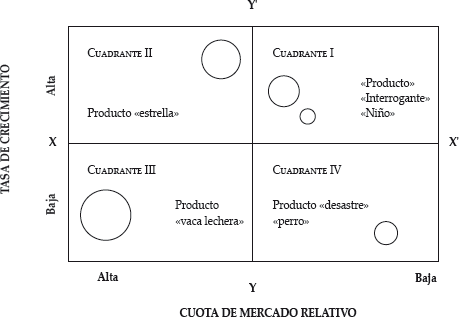 Y'
Cuadrante II
Cuadrante I
Alta
«Producto»
«Interrogante»
«Niño»
Producto «estrella»
TASA DE CRECIMIENTO
X
X'
Cuadrante III
Cuadrante IV
Baja
Producto
«vaca lechera»
Producto «desastre»
«perro»
Alta
Y
Baja
CUOTA DE MERCADO RELATIVO